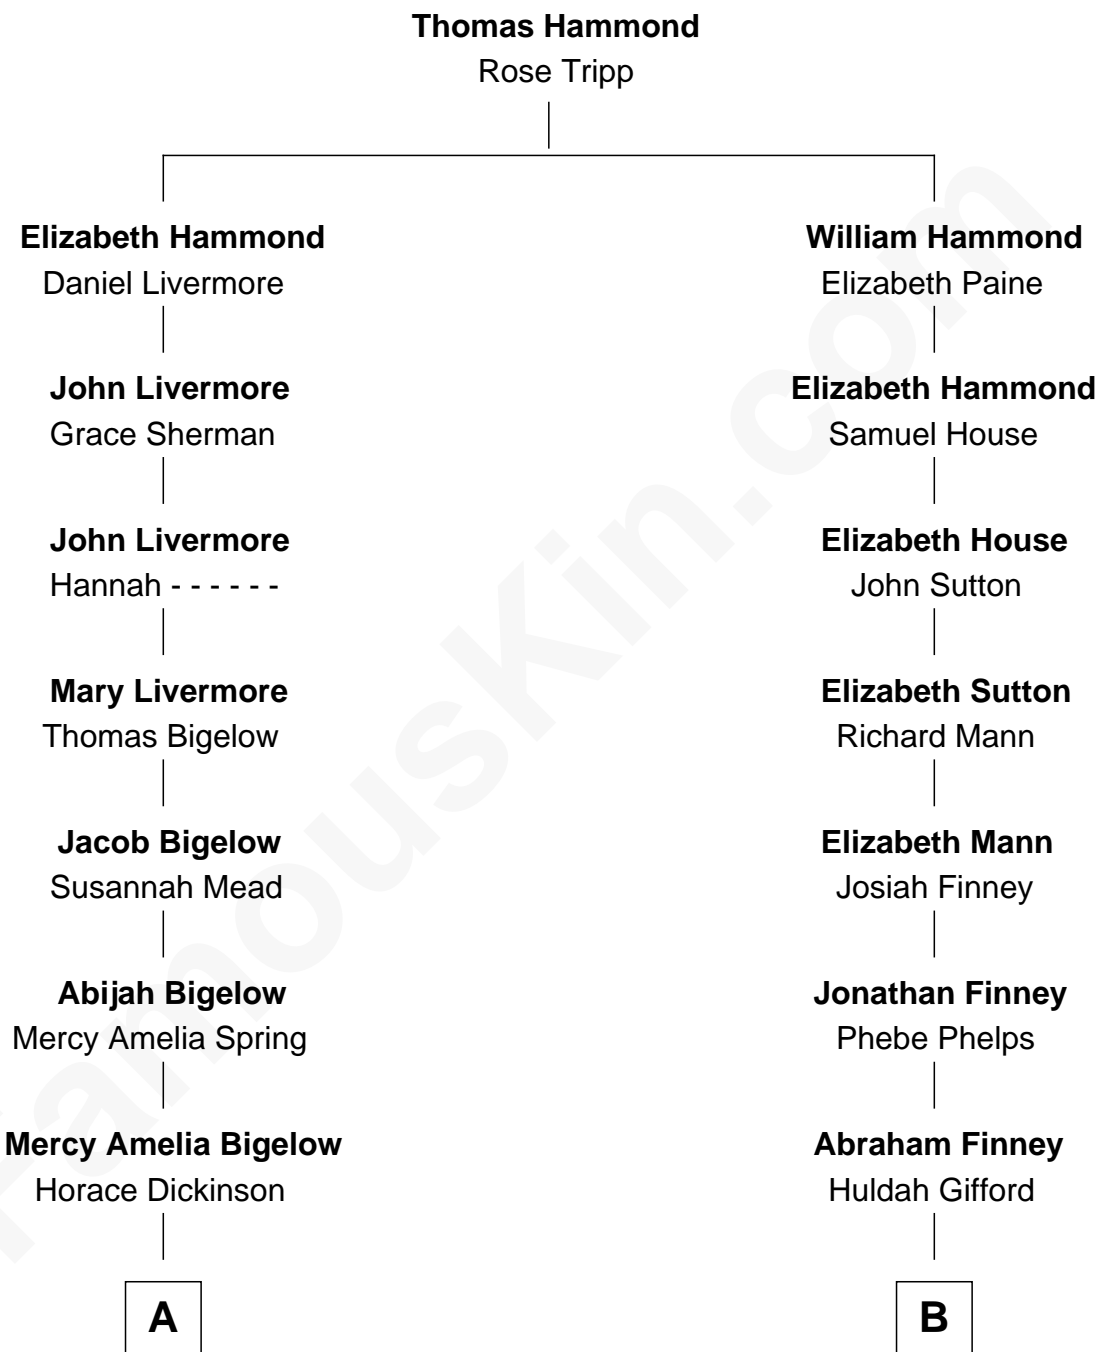 Thomas Hammond
Rose Tripp
Elizabeth Hammond
Daniel Livermore
John Livermore
Grace Sherman
John Livermore
Hannah - - - - - -
Mary Livermore
Thomas Bigelow
Jacob Bigelow
Susannah Mead
Abijah Bigelow
Mercy Amelia Spring
Mercy Amelia Bigelow
Horace Dickinson
A
William Hammond
Elizabeth Paine
Elizabeth Hammond
Samuel House
Elizabeth House
John Sutton
Elizabeth Sutton
Richard Mann
Elizabeth Mann
Josiah Finney
Jonathan Finney
Phebe Phelps
Abraham Finney
Huldah Gifford
B
FamousKin.com